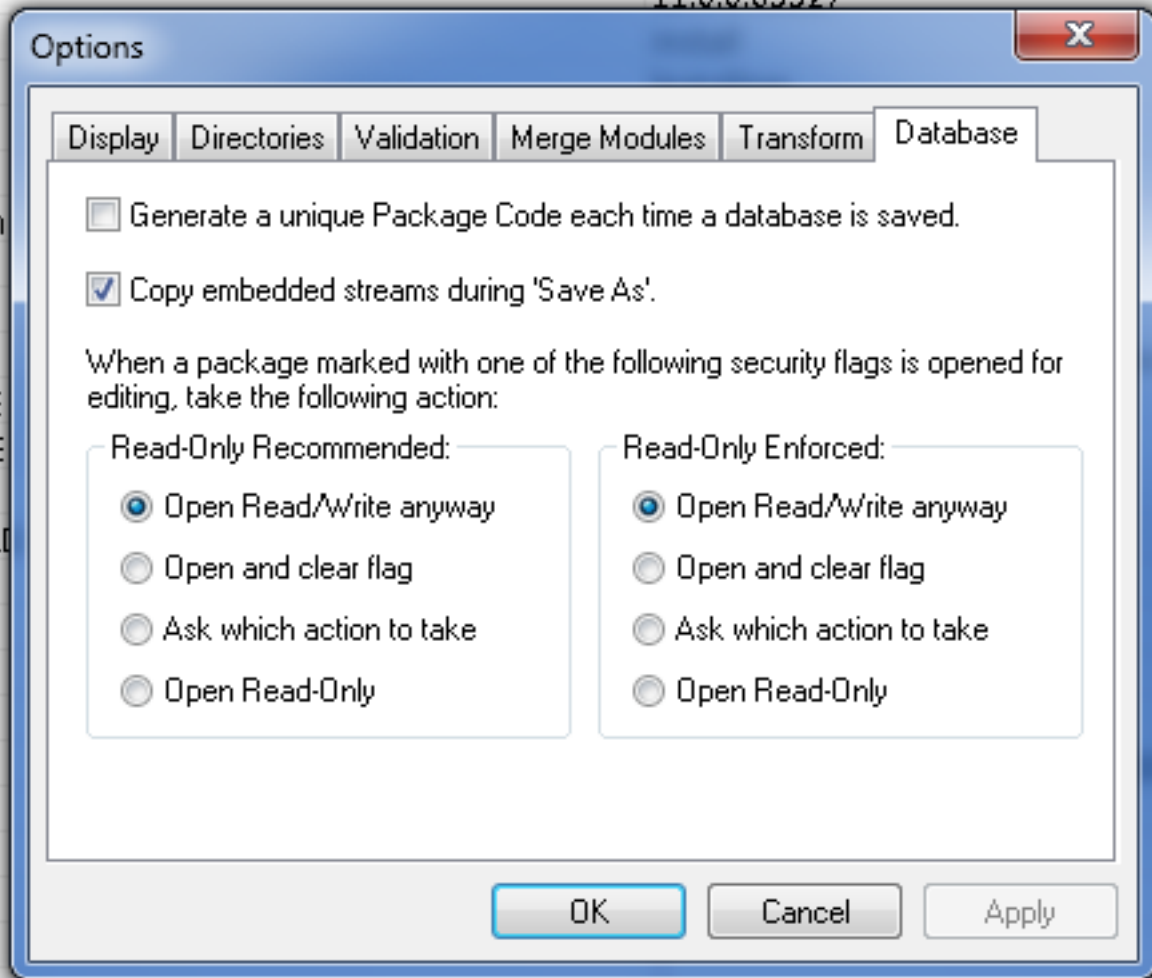 Options
Display Directories Validation Merge Modules Transform Database
Generate a unique Package Code each time a database is saved.
Copy embedded streams during 'Save As'.
When a package marked with one of the following security flags is opened for
editing, take the following action:
Read-Only Recommended: Read-Only Enforced:
Open Read/Write anyway Open Read/Write anyway
Open and clear flag Open and clear flag
Ask which action to take Ask which action to take
Open Read-Only Open Read-Only
OK Cancel Apply